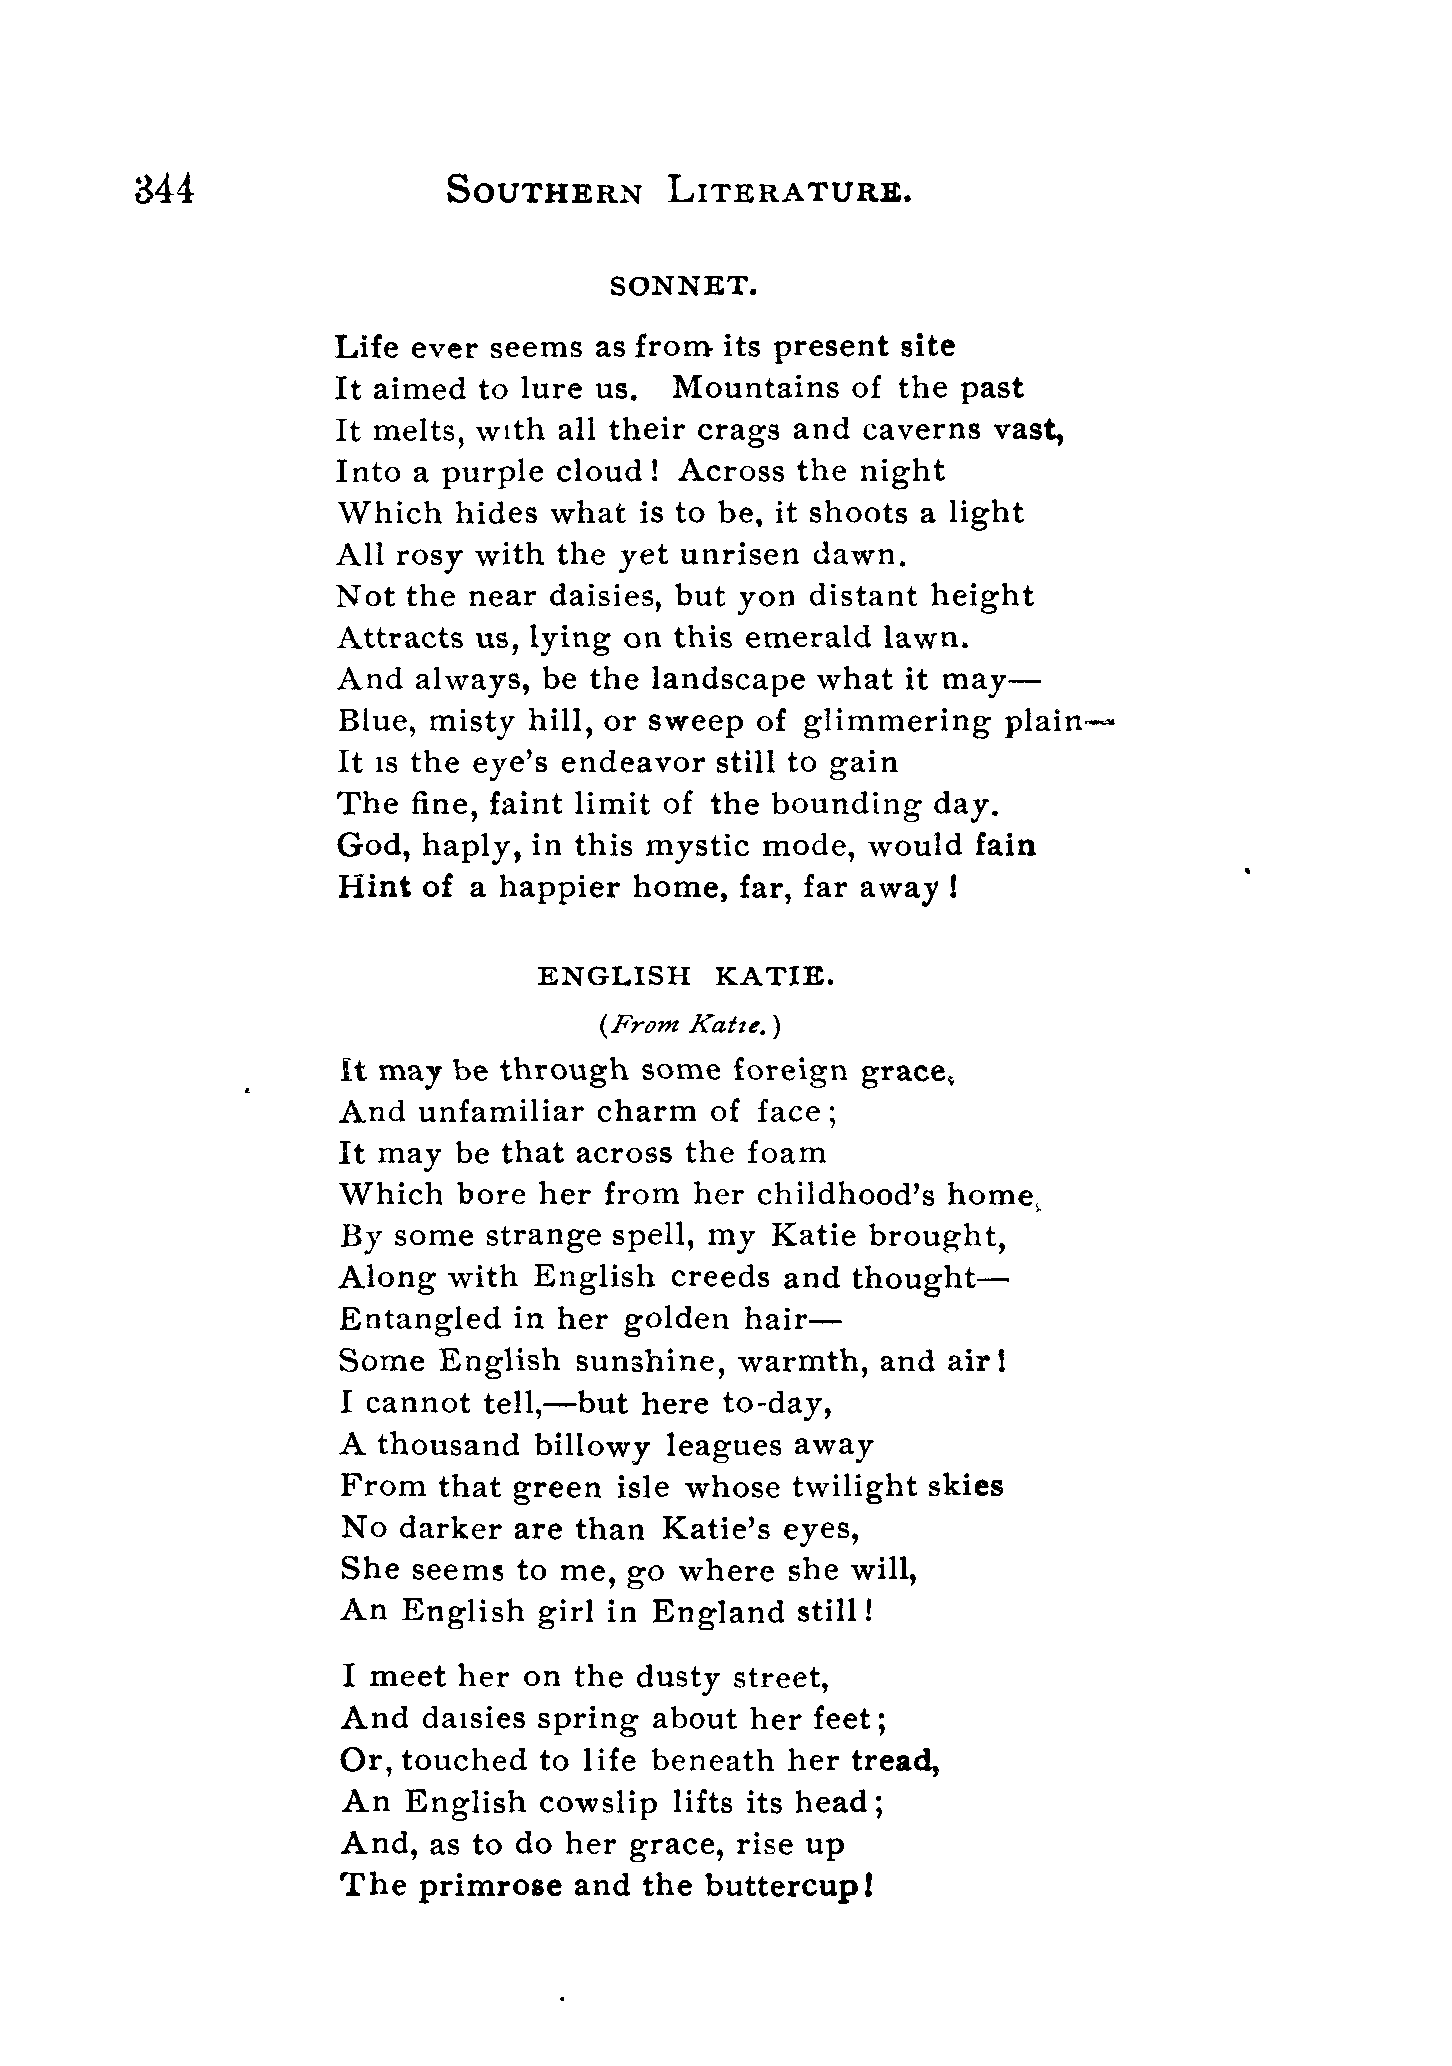 344 SOUTHERN LITERATURE.
SONNET.
Life ever seems as from its present site
It aimed to lure us. Mountains of the past
It melts, with all their crags and caverns vast,
Into a purple cloud! Across the night
Which hides what is to be, it shoots a light
All rosy with the yet unrisen dawn.
Not the near daisies, but yon distant height
Attracts us, lying on this emerald lawn.
And always, be the landscape what it may—
Blue, misty hill, or sweep of glimmering plain—
It is the eye's endeavor still to gain
The fine, faint limit of the bounding day.
God, haply, in this mystic mode, would fain
Hint of a happier home, far, far away!
ENGLISH KATIE.
(From Katie.)
It may be through some foreign grace,
And unfamiliar charm of face;
It may be that across the foam
Which bore her from her childhood's home,
By some strange spell, my Katie brought,
Along with English creeds and thought—
Entangled in her golden hair—
Some English sunshine, warmth, and air!
I cannot tell,—but here to-day,
A thousand billowy leagues away
From that green isle whose twilight skies
No darker are than Katie's eyes,
She seems to me, go where she will,
An English girl in England still!
I meet her on the dusty street,
And daisies spring about her feet;
Or, touched to life beneath her tread,
An English cowslip lifts its head;
And, as to do her grace, rise up
The primrose and the buttercup!